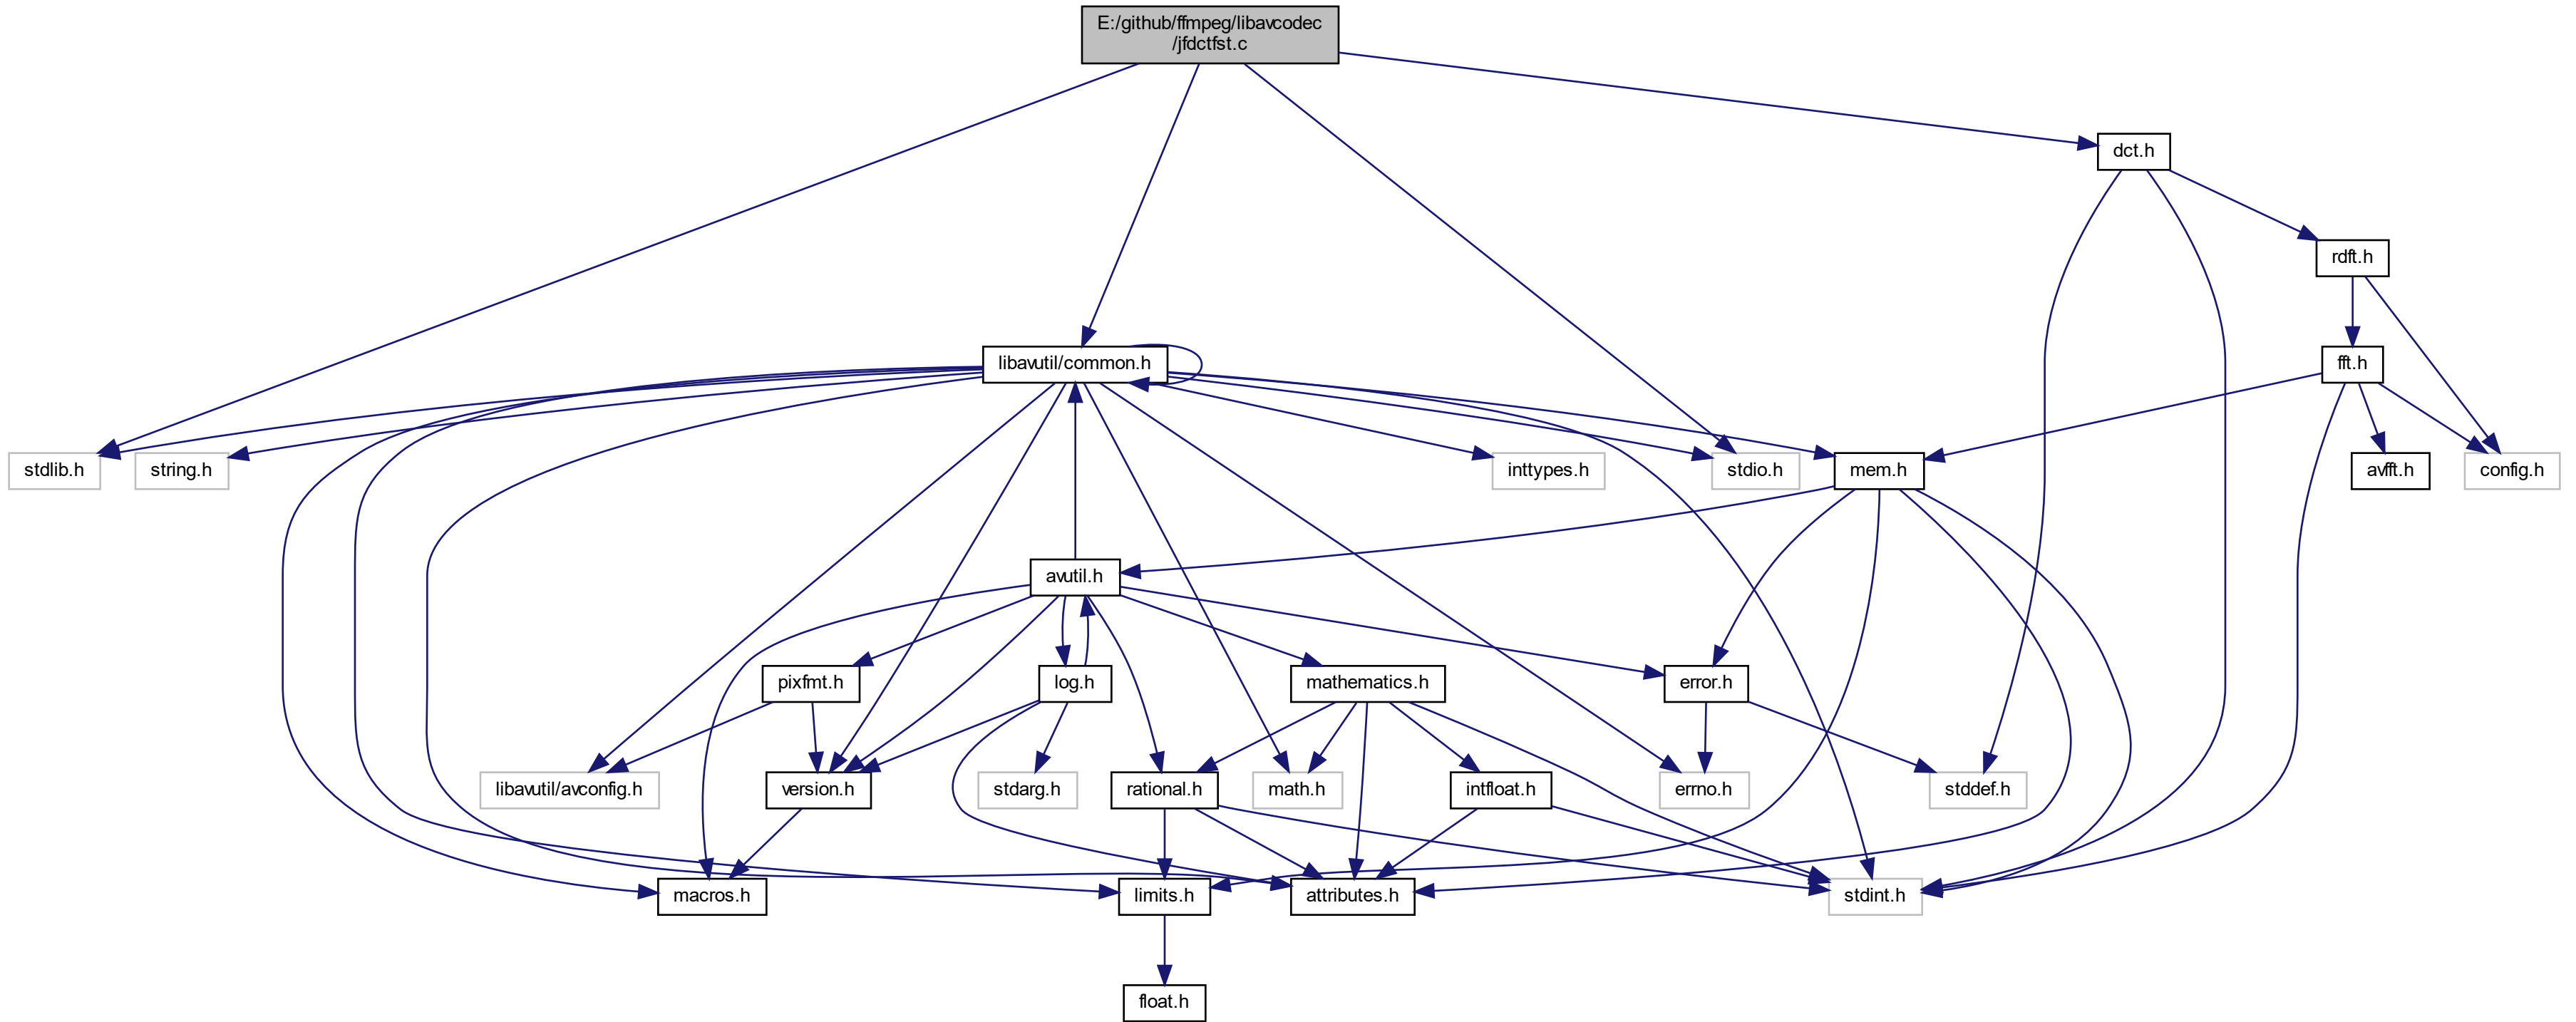 E:/github/ffmpeg/libavcodec
/jfdctfst.c
dct.h
rdft.h
libavutil/common.h
fft.h
stdlib.h
string.h
inttypes.h
stdio.h
mem.h
avfft.h
config.h
avutil.h
pixfmt.h
log.h
mathematics.h
error.h
libavutil/avconfig.h
version.h
stdarg.h
rational.h
math.h
intfloat.h
errno.h
stddef.h
macros.h
limits.h
attributes.h
stdint.h
float.h